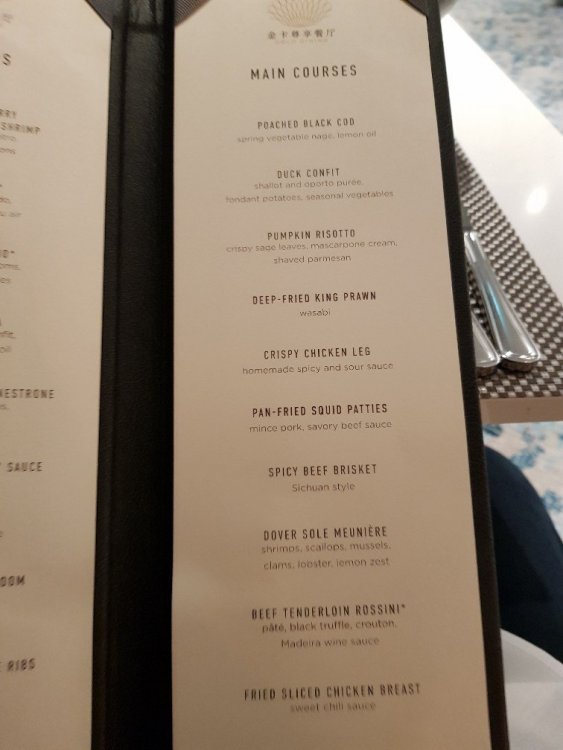 S
RRY
SHRIMP
NESTRONE
SAUCE
OOM
RIBS
金卡尊享餐厅
MAIN COURSES
POACHED BLACK COD
spring vegetable nage, lemon oil
DUCK CONFIT
shallot and oporto purée,
fondant potatoes, seasonal vegetables
PUMPKIN RISOTTO
crispy sage leaves, mascarpone cream,
shaved parmesan
DEEP-FRIED KING PRAWN
wasabi
CRISPY CHICKEN LEG
homemade spicy and sour sauce
PAN-FRIED SQUID PATTIES
mince pork, savory beef sauce
SPICY BEEF BRISKET
Sichuan style
DOVER SOLE MEUNIÈRE
shrimps, scallops, mussels,
clams, lobster, lemon zest
BEEF TENDERLOIN ROSSINI*
pâté, black truffle, crouton,
Madeira wine sauce
FRIED SLICED CHICKEN BREAST
sweet chili sauce